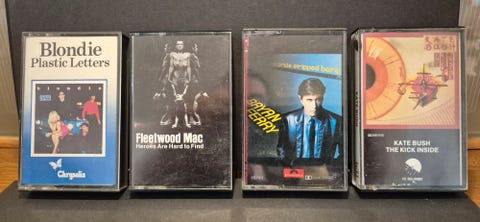 Blondie
Plastic Letters
blondie
Chrysalis
Fleetwood Mac
Heroes Are Hard to Find
bride stripped bare
BRYAN
FERRY
KATE BUSH
THE KICK INSIDE